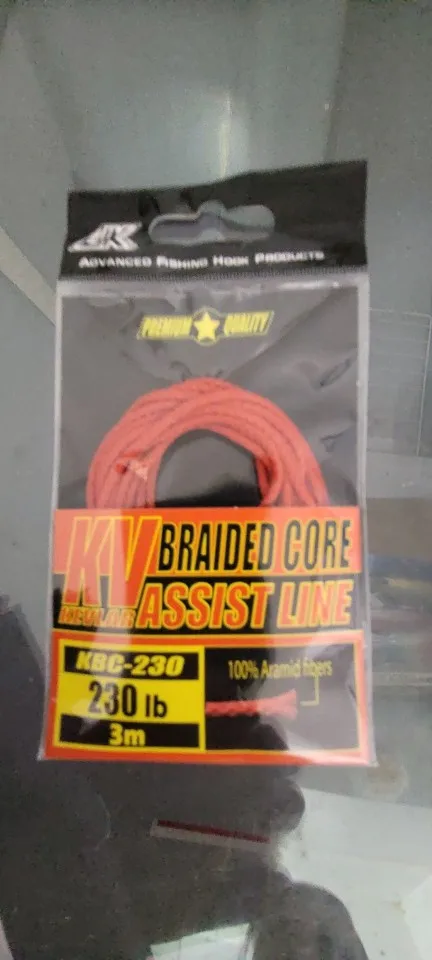 ADVANCED FISHING HOOK PRODUCTS
PREMIUM QUALITY
KV BRAIDED CORE
KEVLAR ASSIST LINE
KBC-230
230 lb
3m
100% Aramid fibers